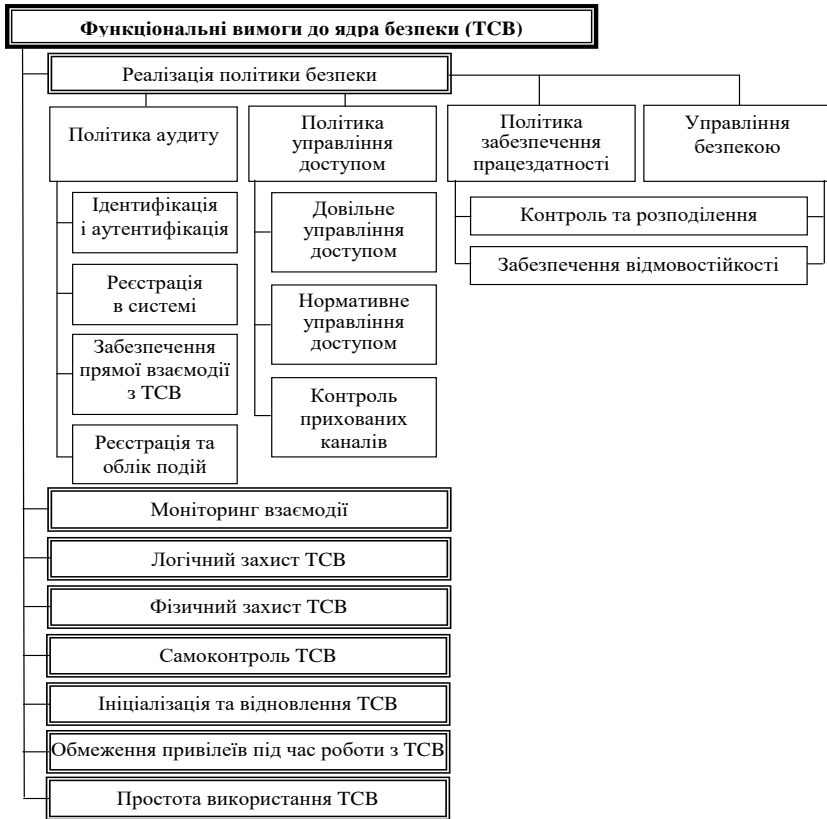 Функціональні вимоги до ядра безпеки (ТСВ)
Реалізація політики безпеки
Політика аудиту
Політика
управління
доступом
Політика
забезпечення
працездатності
Управління
безпекою
Ідентифікація
і аутентифікація
Реєстрація
в системі
Забезпечення
прямої взаємодії
з ТСВ
Реєстрація та
облік подій
Довільне
управління
доступом
Нормативне
управління
доступом
Контроль
прихованих
каналів
Контроль та розподілення
Забезпечення відмовостійкості
Моніторинг взаємодії
Логічний захист ТСВ
Фізичний захист ТСВ
Самоконтроль ТСВ
Ініціалізація та відновлення ТСВ
Обмеження привілеїв під час роботи з ТСВ
Простота використання ТСВ